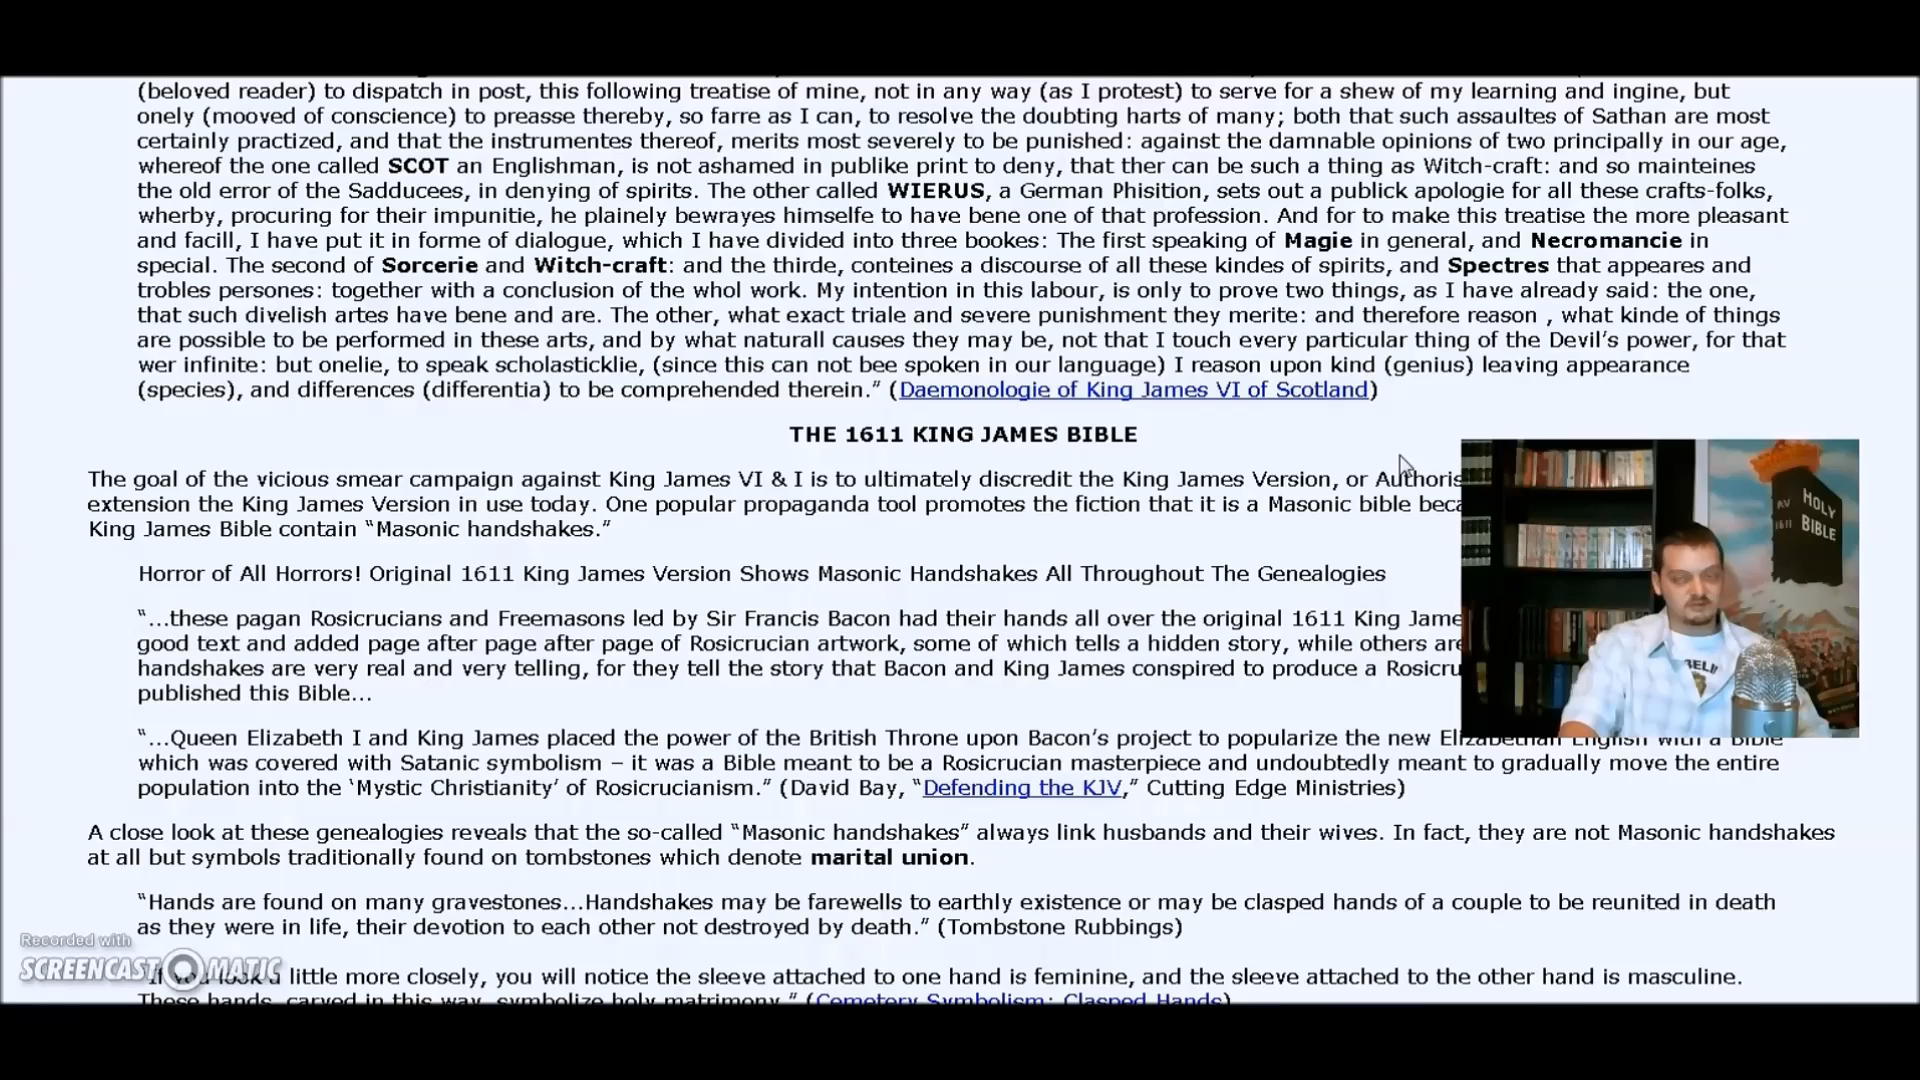 (beloved reader) to dispatch in post, this following treatise of mine, not in any way (as I protest) to serve for a shew of my learning and ingine, but
onely (mooved of conscience) to preasse thereby, so farre as I can, to resolve the doubting harts of many; both that such assaultes of Sathan are most
certainly practized, and that the instrumentes thereof, merits most severely to be punished: against the damnable opinions of two principally in our age,
whereof the one called SCOT an Englishman, is not ashamed in publike print to deny, that ther can be such a thing as Witch-craft: and so mainteines
the old error of the Sadducees, in denying of spirits. The other called WIERUS, a German Phisition, sets out a publick apologie for all these crafts-folks,
wherby, procuring for their impunitie, he plainely bewrayes himselfe to have bene one of that profession. And for to make this treatise the more pleasant
and facill, I have put it in forme of dialogue, which I have divided into three bookes: The first speaking of Magie in general, and Necromancie in
special. The second of Sorcerie and Witch-craft: and the thirde, conteines a discourse of all these kindes of spirits, and Spectres that appeares and
trobles persones: together with a conclusion of the whol work. My intention in this labour, is only to prove two things, as I have already said: the one,
that such divelish artes have bene and are. The other, what exact triale and severe punishment they merite: and therefore reason , what kinde of things
are possible to be performed in these arts, and by what naturall causes they may be, not that I touch every particular thing of the Devil's power, for that
wer infinite: but onelie, to speak scholasticklie, (since this can not bee spoken in our language) I reason upon kind (genius) leaving appearance
(species), and differences (differentia) to be comprehended therein." (Daemonologie of King James VI of Scotland)
THE 1611 KING JAMES BIBLE
The goal of the vicious smear campaign against King James VI & I is to ultimately discredit the King James Version, or Authoris
extension the King James Version in use today. One popular propaganda tool promotes the fiction that it is a Masonic bible beca
King James Bible contain "Masonic handshakes."
Horror of All Horrors! Original 1611 King James Version Shows Masonic Handshakes All Throughout The Genealogies
"...these pagan Rosicrucians and Freemasons led by Sir Francis Bacon had their hands all over the original 1611 King Jame
good text and added page after page after page of Rosicrucian artwork, some of which tells a hidden story, while others are
handshakes are very real and very telling, for they tell the story that Bacon and King James conspired to produce a Rosicru
published this Bible...
"...Queen Elizabeth I and King James placed the power of the British Throne upon Bacon's project to popularize the new Elizabethan English with a Bible
which was covered with Satanic symbolism – it was a Bible meant to be a Rosicrucian masterpiece and undoubtedly meant to gradually move the entire
population into the 'Mystic Christianity' of Rosicrucianism." (David Bay, "Defending the KJV," Cutting Edge Ministries)
A close look at these genealogies reveals that the so-called "Masonic handshakes" always link husbands and their wives. In fact, they are not Masonic handshakes
at all but symbols traditionally found on tombstones which denote marital union.
"Hands are found on many gravestones...Handshakes may be farewells to earthly existence or may be clasped hands of a couple to be reunited in death
as they were in life, their devotion to each other not destroyed by death." (Tombstone Rubbings)
"If you look a little more closely, you will notice the sleeve attached to one hand is feminine, and the sleeve attached to the other hand is masculine.
These hands, carved in this way, symbolize holy matrimony." (Cemetery Symbolism: Clasped Hands)
HOLY
BIBLE
AV
1611
BELI
Recorded with
SCREENCAST-O-MATIC